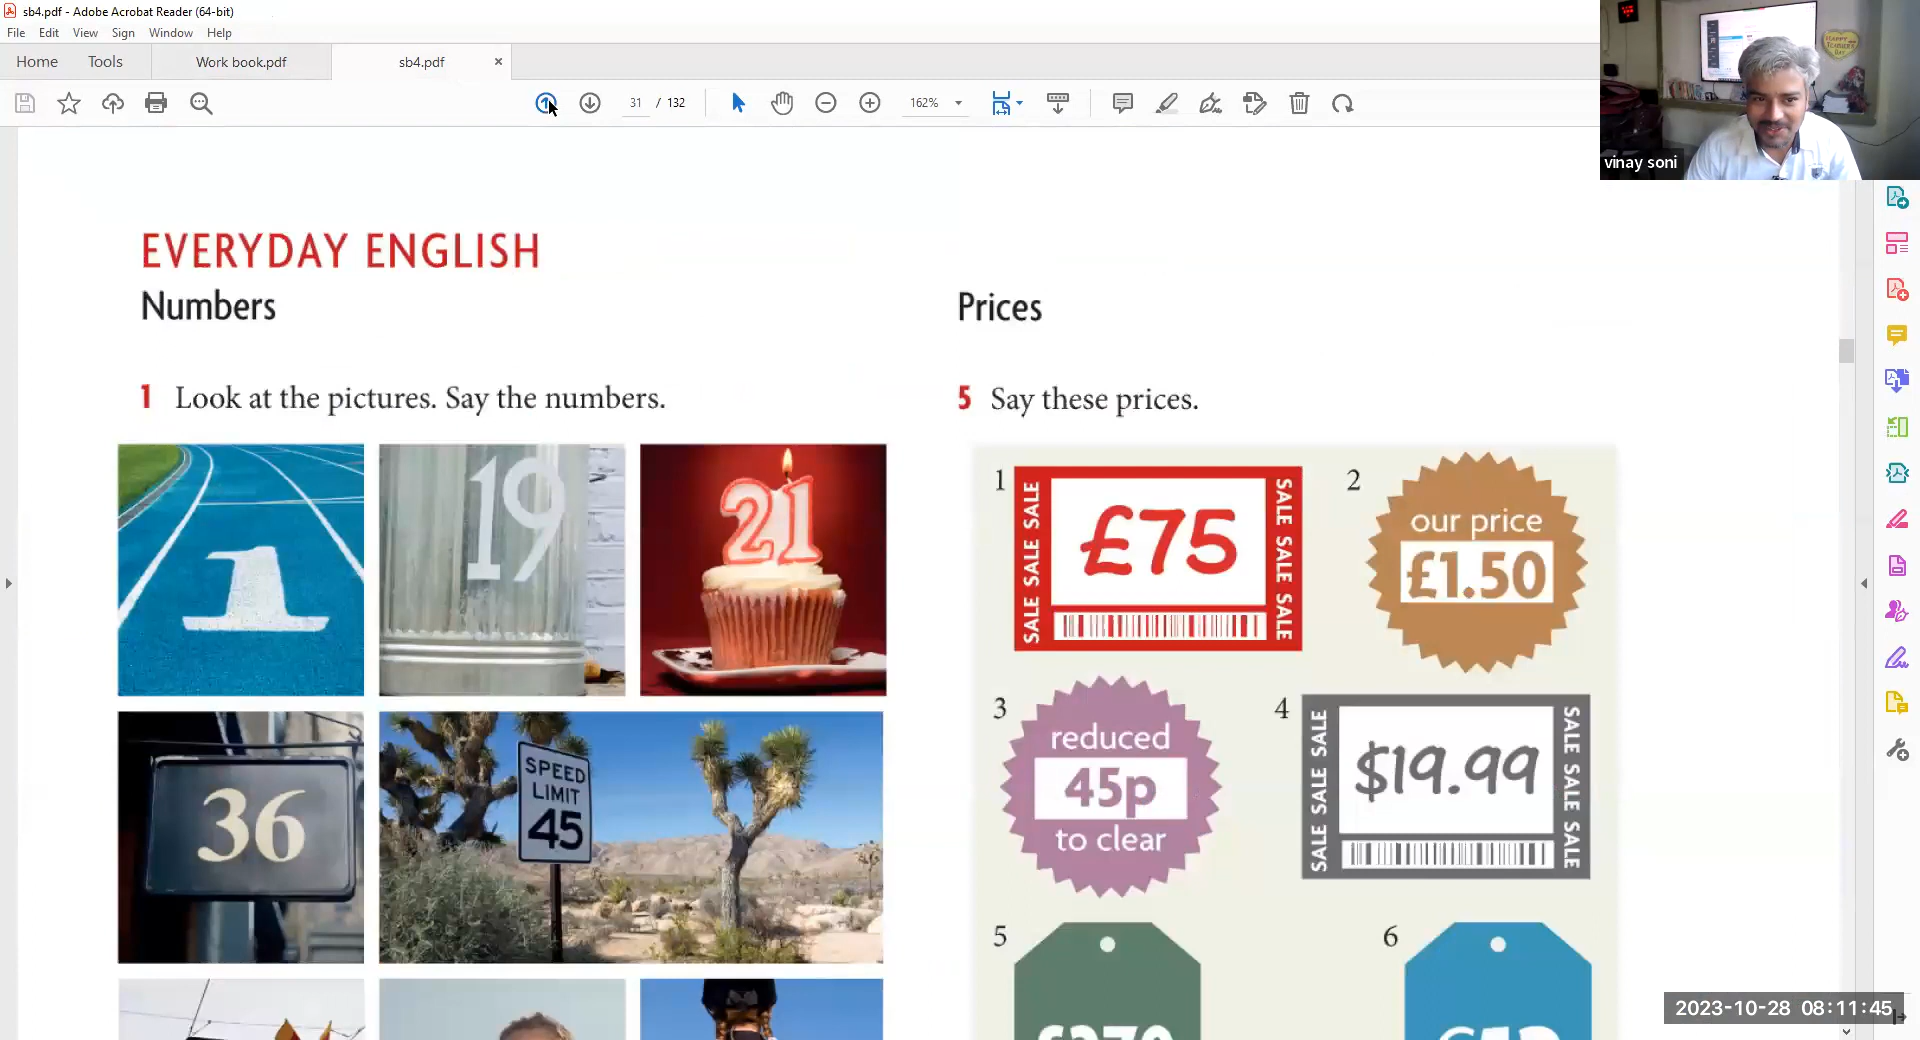 sb4.pdf - Adobe Acrobat Reader (64-bit)
File Edit View Sign Window Help
Home Tools Work book.pdf sb4.pdf ×
31 / 132 162%
vinay soni
EVERYDAY ENGLISH
Numbers
1 Look at the pictures. Say the numbers.
1
19
21
36
SPEED
LIMIT
45
Prices
5 Say these prices.
1
SALE SALE SALE
£75
SALE SALE SALE
2
our price
£1.50
3
reduced
45p
to clear
4
SALE SALE SALE
$19.99
SALE SALE SALE
5
6
2023-10-28 08:11:45